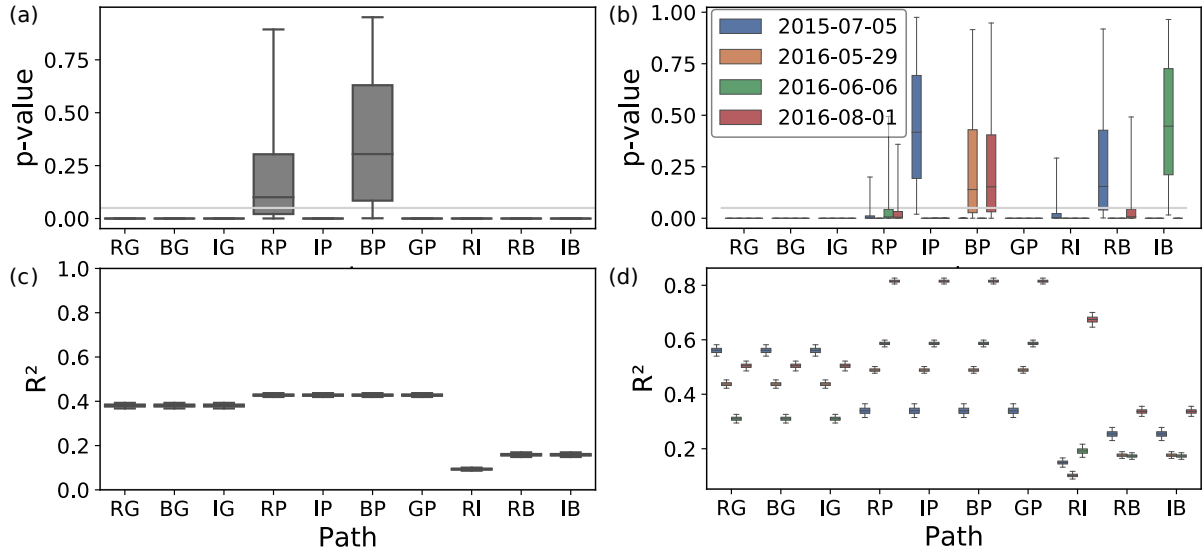 (a)
p-value
0.75
0.50
0.25
0.00
RG BG IG RP IP BP GP RI RB IB
(b)
p-value
1.00
0.75
0.50
0.25
0.00
2015-07-05
2016-05-29
2016-06-06
2016-08-01
RG BG IG RP IP BP GP RI RB IB
(c)
R²
1.0
0.8
0.6
0.4
0.2
0.0
RG BG IG RP IP BP GP RI RB IB
Path
(d)
R²
0.8
0.6
0.4
0.2
RG BG IG RP IP BP GP RI RB IB
Path